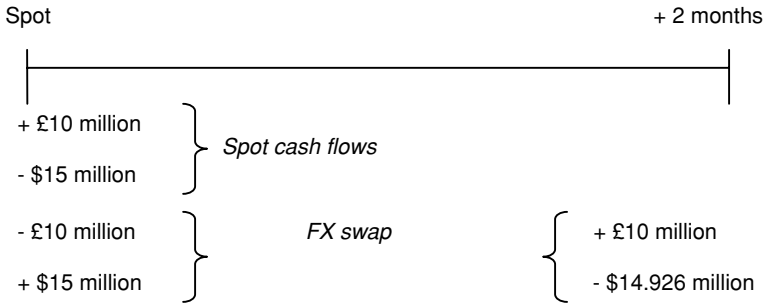 Spot + 2 months
+ £10 million
Spot cash flows
- $15 million
- £10 million FX swap + £10 million
+ $15 million - $14.926 million